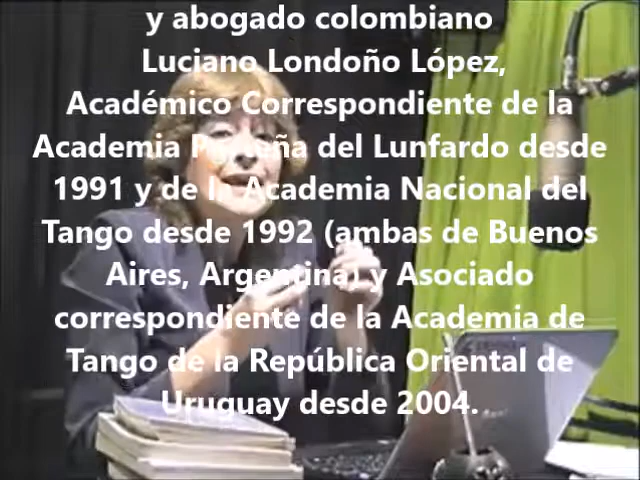 y abogado colombiano
Luciano Londoño López,
Académico Correspondiente de la
Academia Porteña del Lunfardo desde
1991 y de la Academia Nacional del
Tango desde 1992 (ambas de Buenos
Aires, Argentina) y Asociado
correspondiente de la Academia de
Tango de la República Oriental de
Uruguay desde 2004.